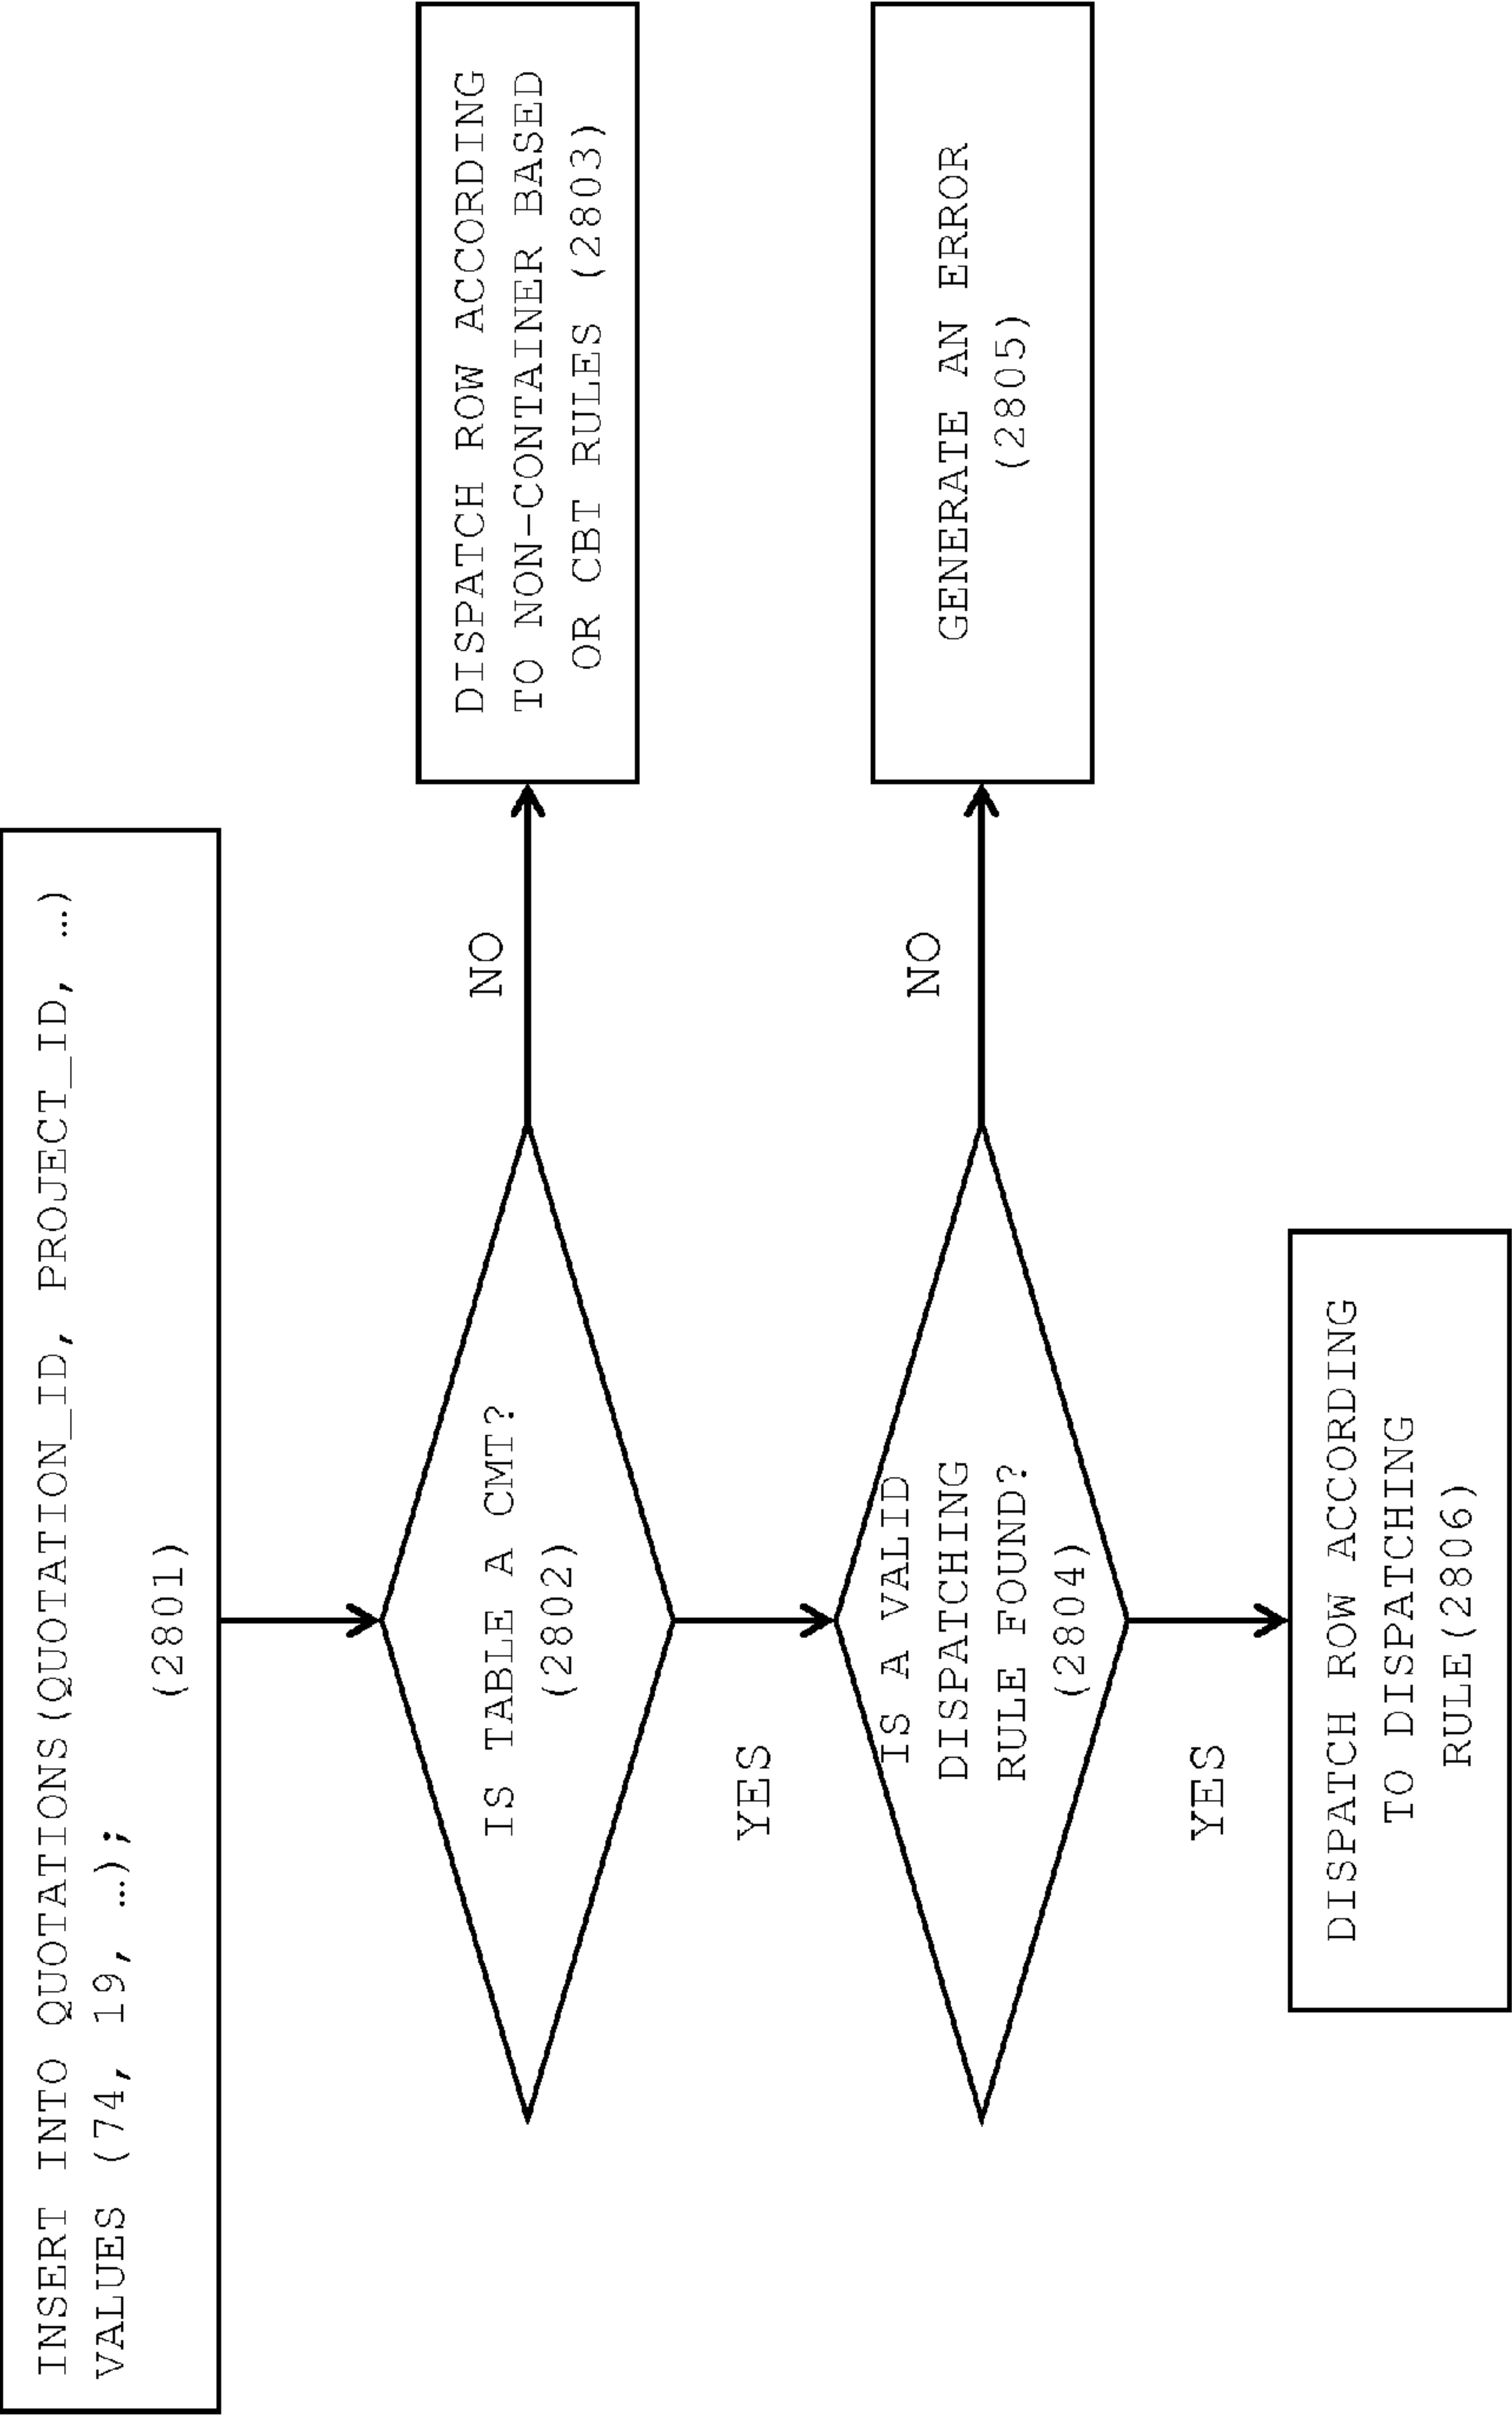 INSERT INTO QUOTATIONS(QUOTATION_ID, PROJECT_ID, …)
VALUES (74, 19, …);
(2801)
IS TABLE A CMT?
(2802)
NO
DISPATCH ROW ACCORDING
TO NON-CONTAINER BASED
OR CBT RULES (2803)
YES
IS A VALID
DISPATCHING
RULE FOUND?
(2804)
NO
GENERATE AN ERROR
(2805)
YES
DISPATCH ROW ACCORDING
TO DISPATCHING
RULE(2806)